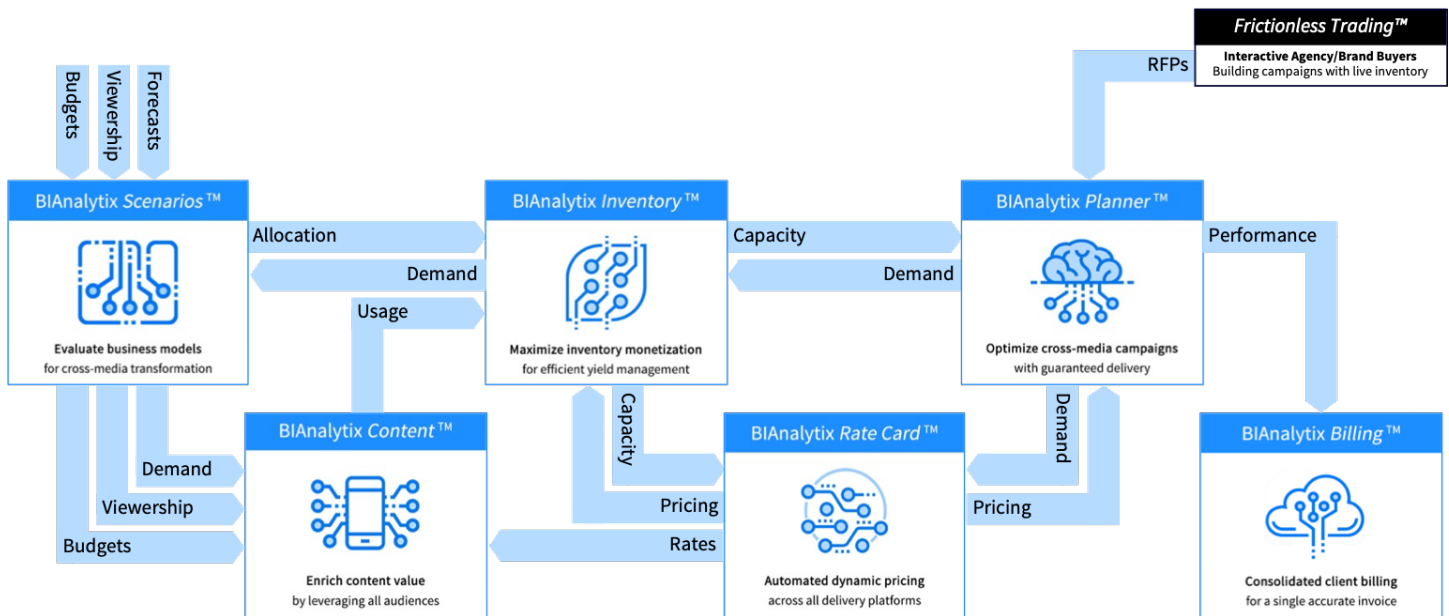 Frictionless Trading™
Interactive Agency/Brand Buyers
Building campaigns with live inventory
RFPs
Budgets
Viewership
Forecasts
BIAnalytix Scenarios™
Evaluate business models
for cross-media transformation
Allocation
Demand
Usage
BIAnalytix Inventory™
Maximize inventory monetization
for efficient yield management
Capacity
Demand
BIAnalytix Planner™
Optimize cross-media campaigns
with guaranteed delivery
Performance
Demand
Viewership
Budgets
BIAnalytix Content™
Enrich content value
by leveraging all audiences
Capacity
Pricing
Rates
BIAnalytix Rate Card™
Automated dynamic pricing
across all delivery platforms
Demand
Pricing
BIAnalytix Billing™
Consolidated client billing
for a single accurate invoice